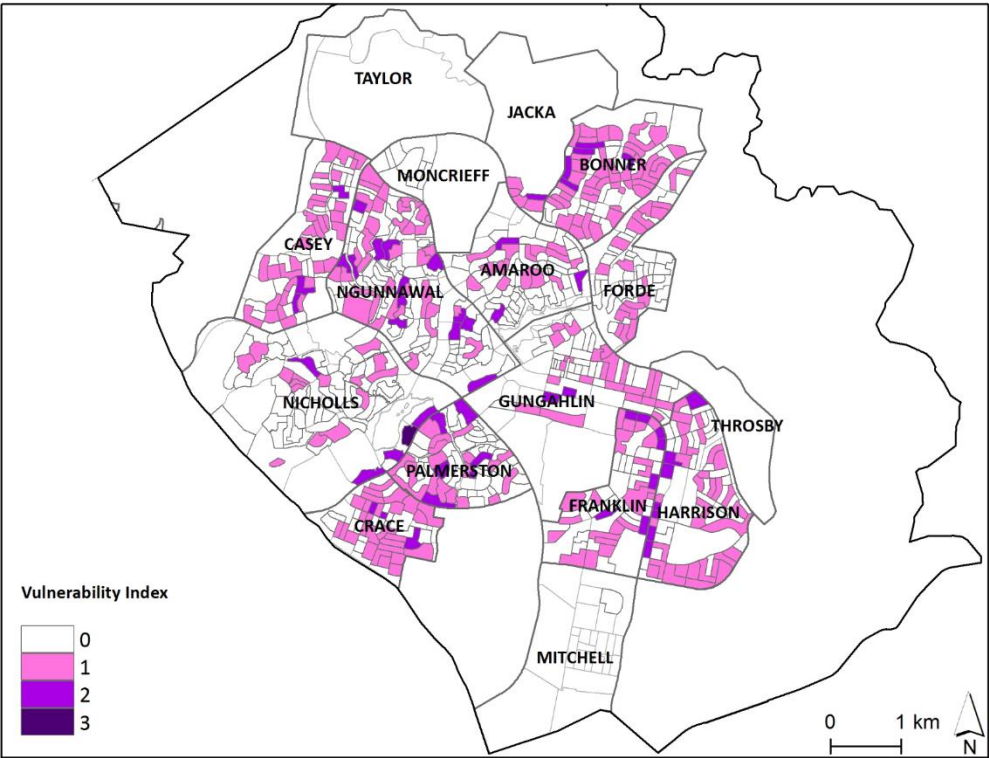 TAYLOR
JACKA
BONNER
MONCRIEFF
CASEY
AMAROO
NGUNNAWAL
FORDE
NICHOLLS
GUNGAHLIN
THROSBY
PALMERSTON
FRANKLIN
HARRISON
CRACE
MITCHELL
Vulnerability Index
0
1
2
3
0 1 km
N